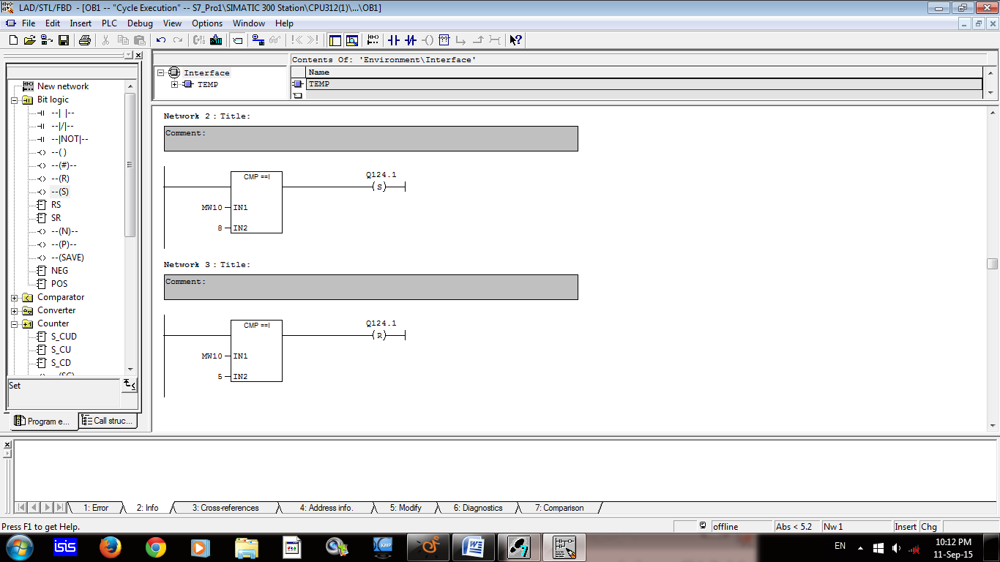 LAD/STL/FBD - [OB1 -- "Cycle Execution" -- S7_Pro1\SIMATIC 300 Station\CPU312(1)\...\OB1]
File Edit Insert PLC Debug View Options Window Help
New network
Bit logic
--| |--
--|/|--
--|NOT|--
--( )
--(#)--
--(R)
--(S)
RS
SR
--(N)--
--(P)--
--(SAVE)
NEG
POS
Comparator
Converter
Counter
S_CUD
S_CU
S_CD
--(SC)
Set
Program e...
Call struc...
Interface
TEMP
Contents Of: 'Environment\Interface'
Name
TEMP
Network 2 : Title:
Comment:
CMP ==I
Q124.1
S
MW10 IN1
8 IN2
Network 3 : Title:
Comment:
CMP ==I
Q124.1
R
MW10 IN1
5 IN2
1: Error 2: Info 3: Cross-references 4: Address info. 5: Modify 6: Diagnostics 7: Comparison
Press F1 to get Help.
offline Abs < 5.2 Nw 1 Insert Chg
isis
KMP
EN
10:12 PM
11-Sep-15